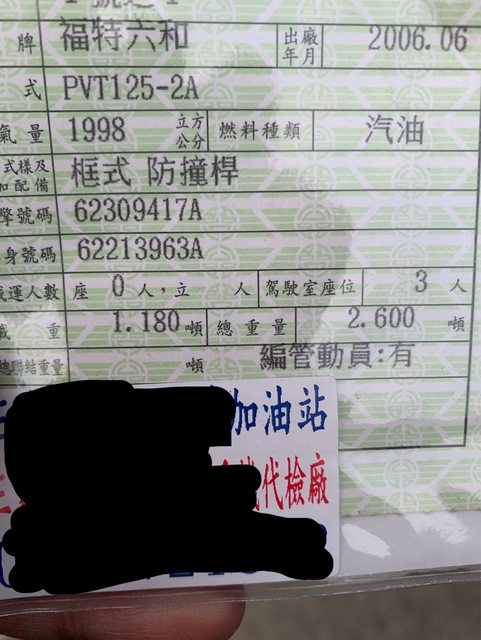 牌 福特六和 出廠年月 2006.06
式 PVT125-2A
氣量 1998 立方公分 燃料種類 汽油
式樣及加配備 框式 防撞桿
擎號碼 62309417A
身號碼 62213963A
載運人數 座 0 人,立 人 駕駛室座位 3 人
載重 1.180 噸 總重量 2.600 噸
總聯結重量 噸 編管動員:有
加油站
代檢廠